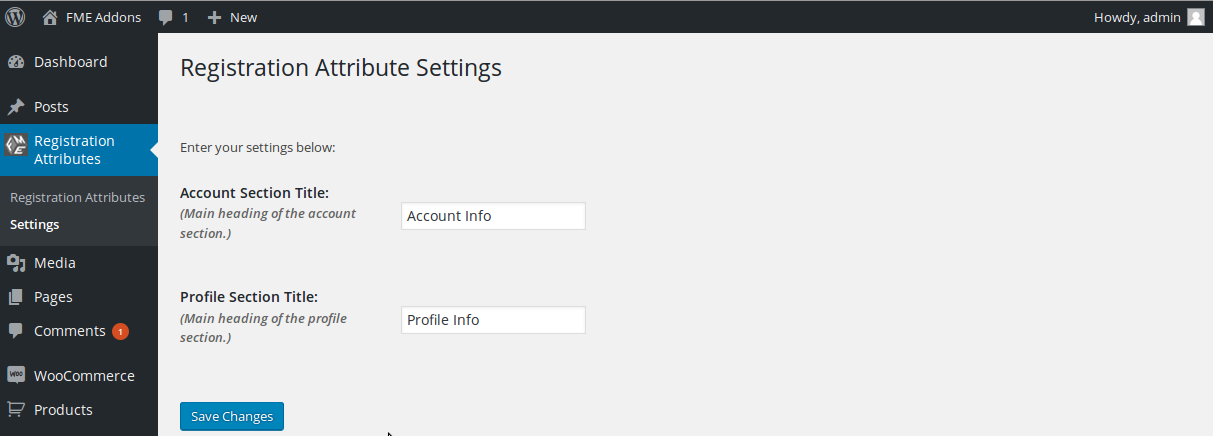 FME Addons 1 New Howdy, admin
Dashboard
Posts
Registration
Attributes
Registration Attributes
Settings
Media
Pages
Comments 1
WooCommerce
Products
Registration Attribute Settings
Enter your settings below:
Account Section Title:
(Main heading of the account
section.)
Account Info
Profile Section Title:
(Main heading of the profile
section.)
Profile Info
Save Changes